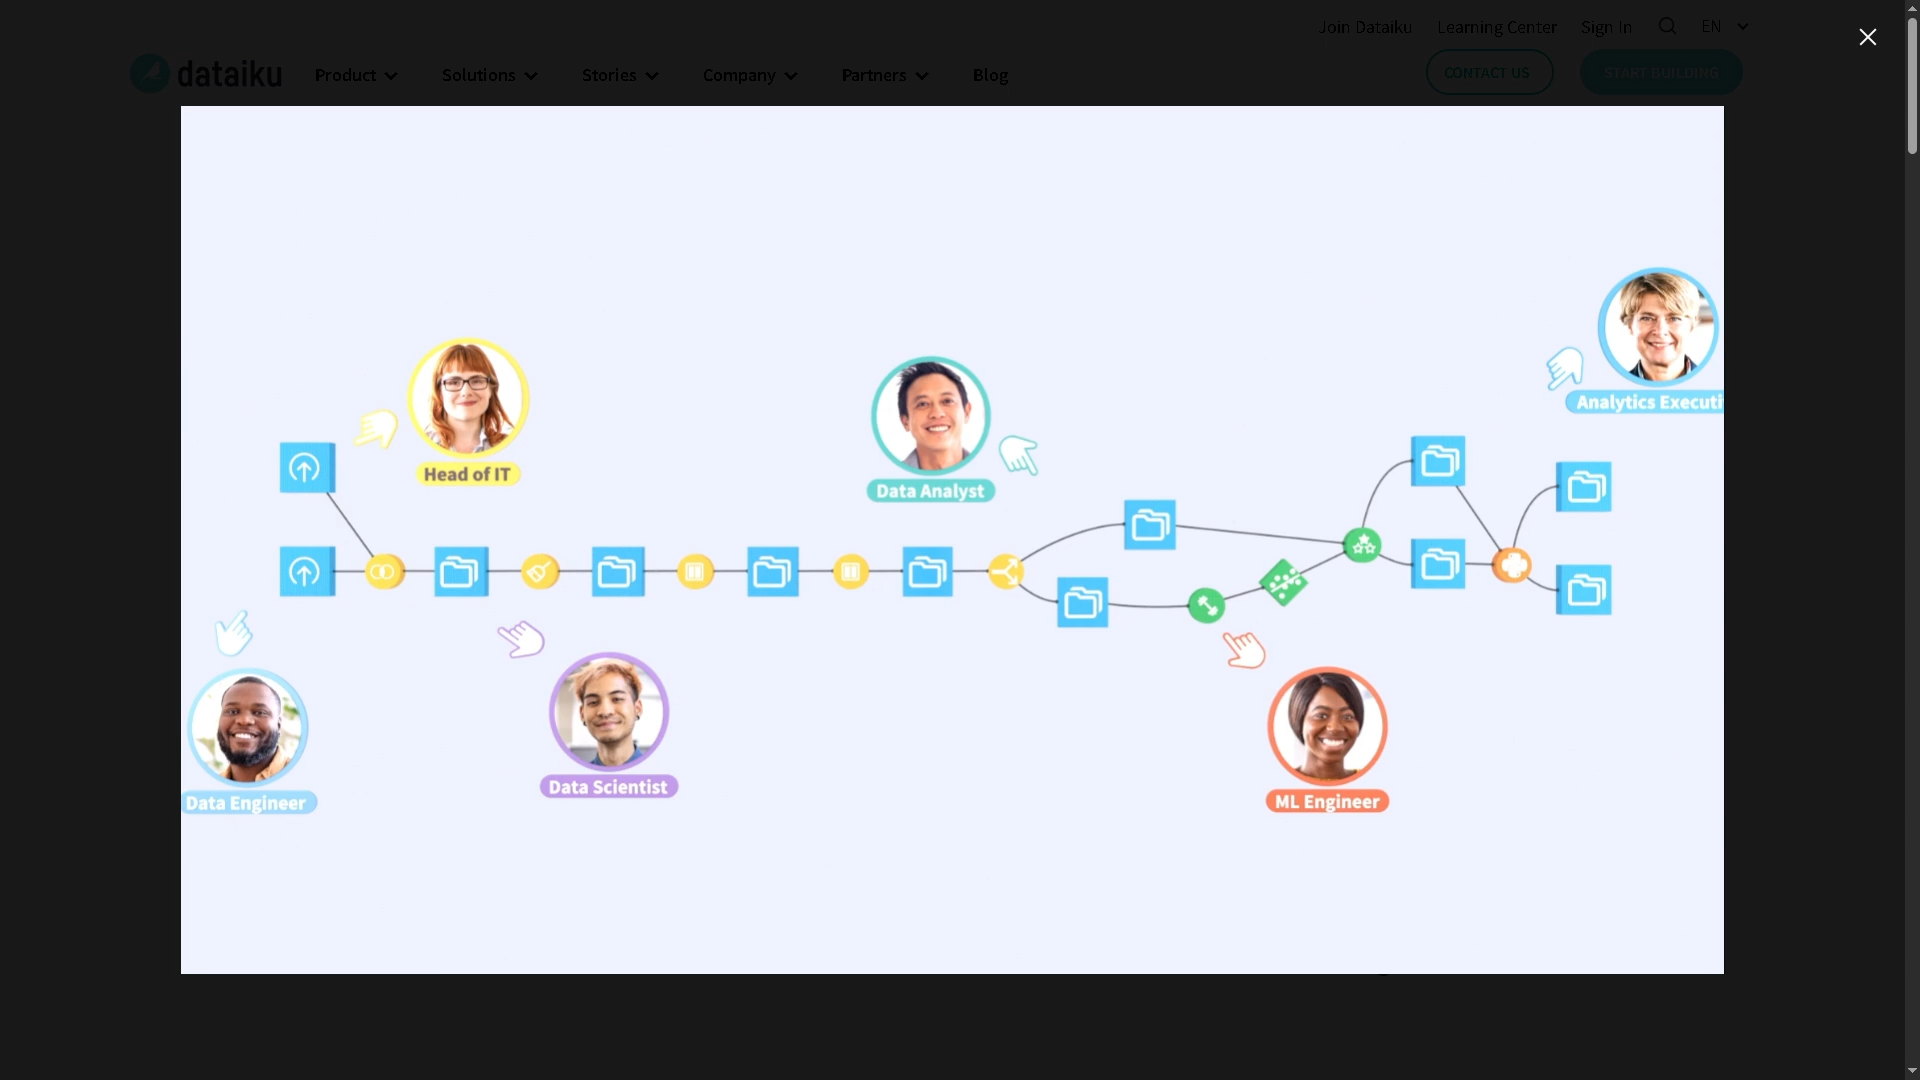 Join Dataiku Learning Center Sign In EN
dataiku Product Solutions Stories Company Partners Blog CONTACT US START BUILDING
Analytics Executi
Head of IT
Data Analyst
Data Scientist
ML Engineer
Data Engineer